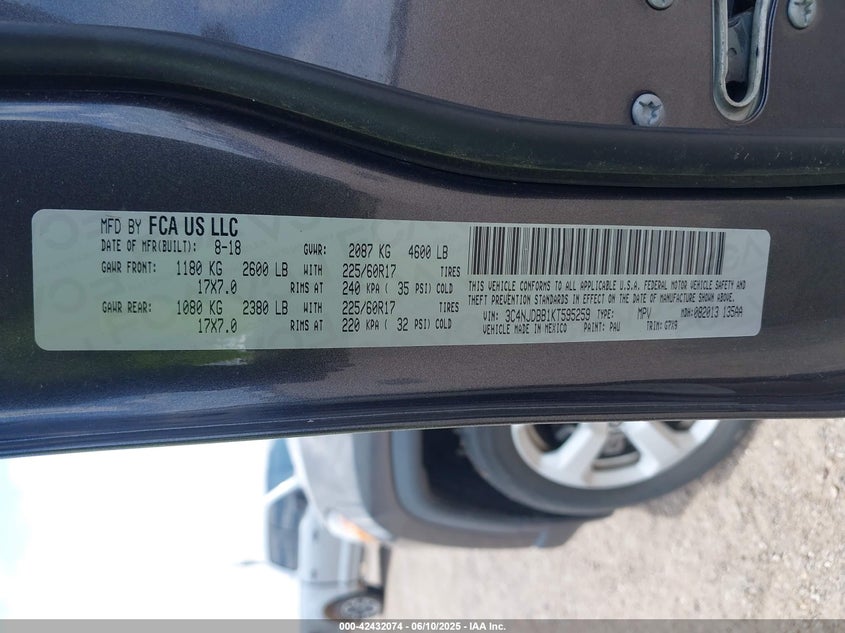 MFD BY FCA US LLC
DATE OF MFR(BUILT): 8-18 GVWR: 2087 KG 4600 LB
GAWR FRONT: 1180 KG 2600 LB WITH 225/60R17 TIRES
17X7.0 RIMS AT 240 KPA ( 35 PSI) COLD
GAWR REAR: 1080 KG 2380 LB WITH 225/60R17 TIRES
17X7.0 RIMS AT 220 KPA ( 32 PSI) COLD
THIS VEHICLE CONFORMS TO ALL APPLICABLE U.S.A. FEDERAL MOTOR VEHICLE SAFETY AND
THEFT PREVENTION STANDARDS IN EFFECT ON THE DATE OF MANUFACTURE SHOWN ABOVE.
VIN: 3C4NJDBB1KT595259 TYPE: MPV MDH:082013 135AA
VEHICLE MADE IN MEXICO PAINT: PAU TRIM: G7X9
000-42432074 - 06/10/2025 - IAA Inc.